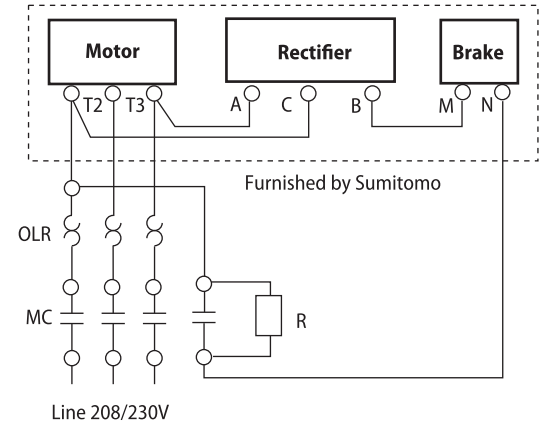 Motor
Rectifier
Brake
T2
T3
A
C
B
M
N
Furnished by Sumitomo
OLR
MC
R
Line 208/230V